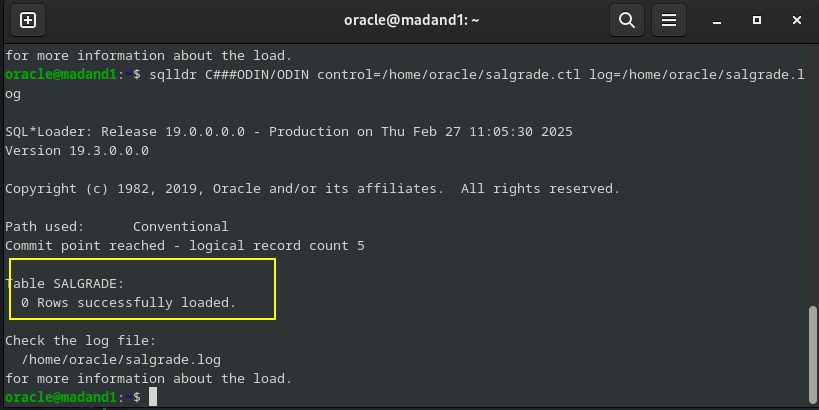 oracle@madand1: ~
for more information about the load.
oracle@madand1:~$ sqlldr C###ODIN/ODIN control=/home/oracle/salgrade.ctl log=/home/oracle/salgrade.l
og
SQL*Loader: Release 19.0.0.0.0 - Production on Thu Feb 27 11:05:30 2025
Version 19.3.0.0.0
Copyright (c) 1982, 2019, Oracle and/or its affiliates.  All rights reserved.
Path used:      Conventional
Commit point reached - logical record count 5
Table SALGRADE:
  0 Rows successfully loaded.
Check the log file:
  /home/oracle/salgrade.log
for more information about the load.
oracle@madand1:~$